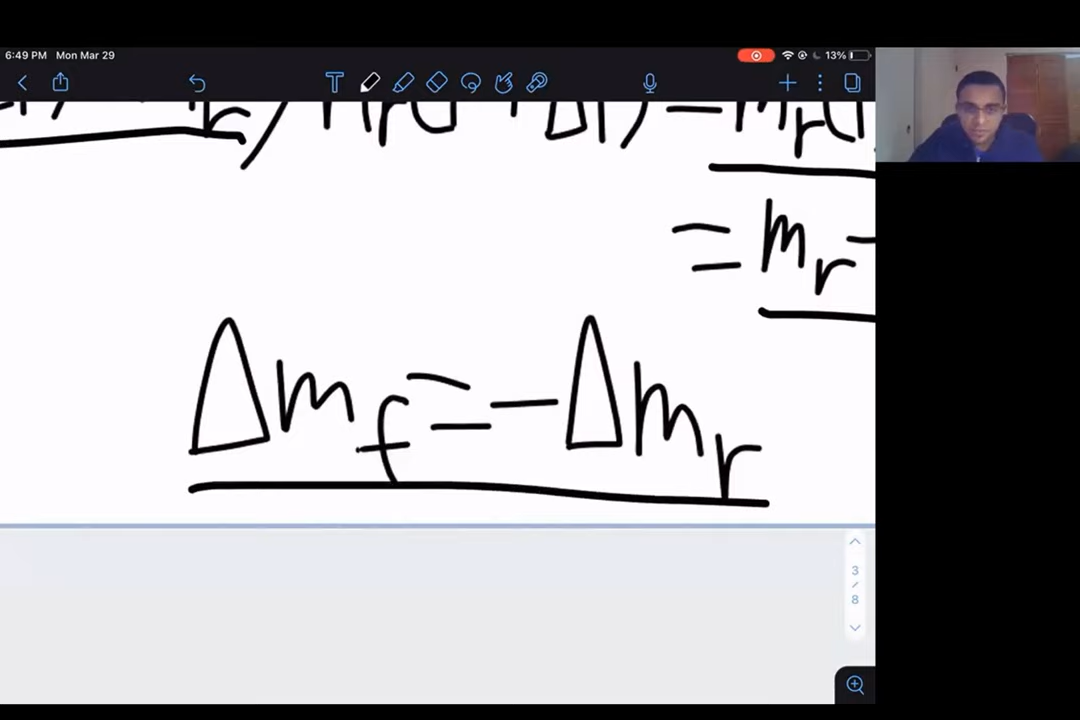 6:49 PM Mon Mar 29 13%
= m_r -
Δm_f = -Δm_r
3
/
8